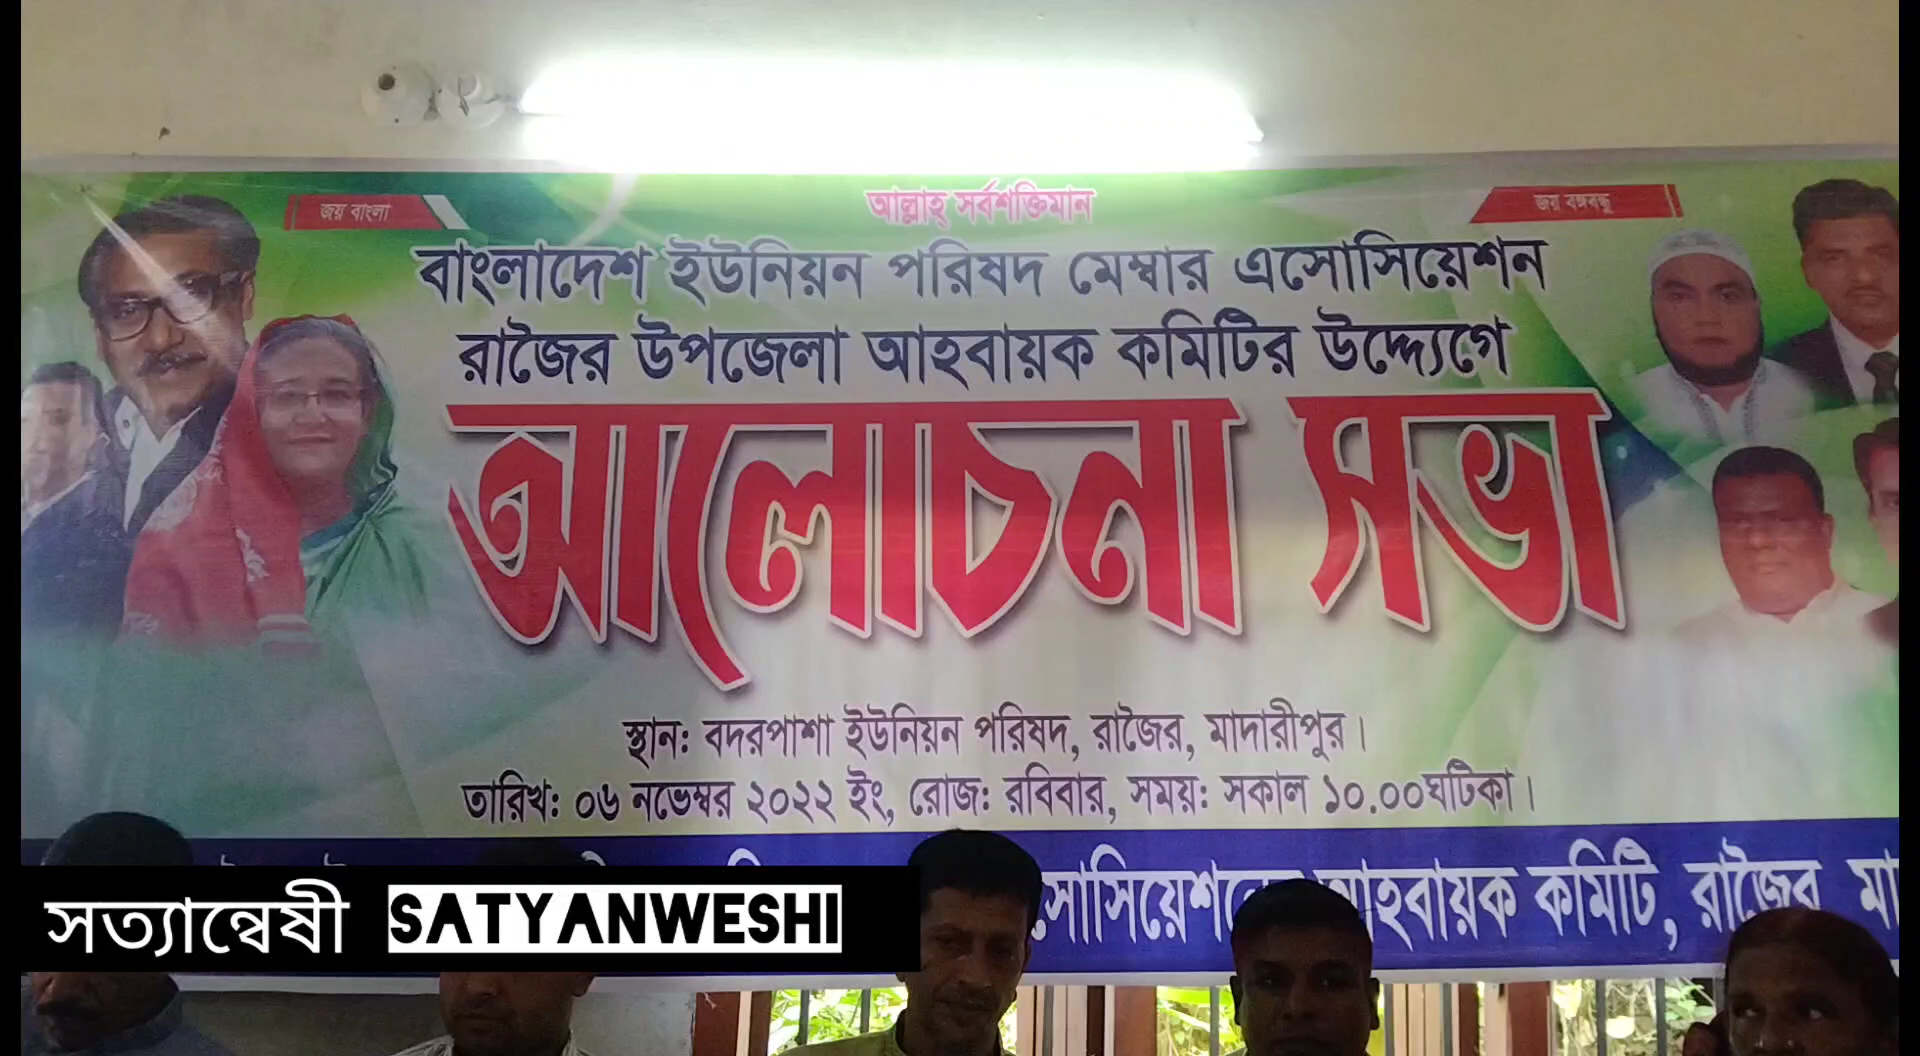 আল্লাহ্ সর্বশক্তিমান
জয় বাংলা
জয় বঙ্গবন্ধু
বাংলাদেশ ইউনিয়ন পরিষদ মেম্বার এসোসিয়েশন
রাজৈর উপজেলা আহবায়ক কমিটির উদ্দ্যেগে
আলোচনা সভা
স্থান: বদরপাশা ইউনিয়ন পরিষদ, রাজৈর, মাদারীপুর।
তারিখ: ০৬ নভেম্বর ২০২২ ইং, রোজ: রবিবার, সময়: সকাল ১০.০০ঘটিকা।
কমিটি, রাজৈর
সত্যান্বেষী SATYANWESHI